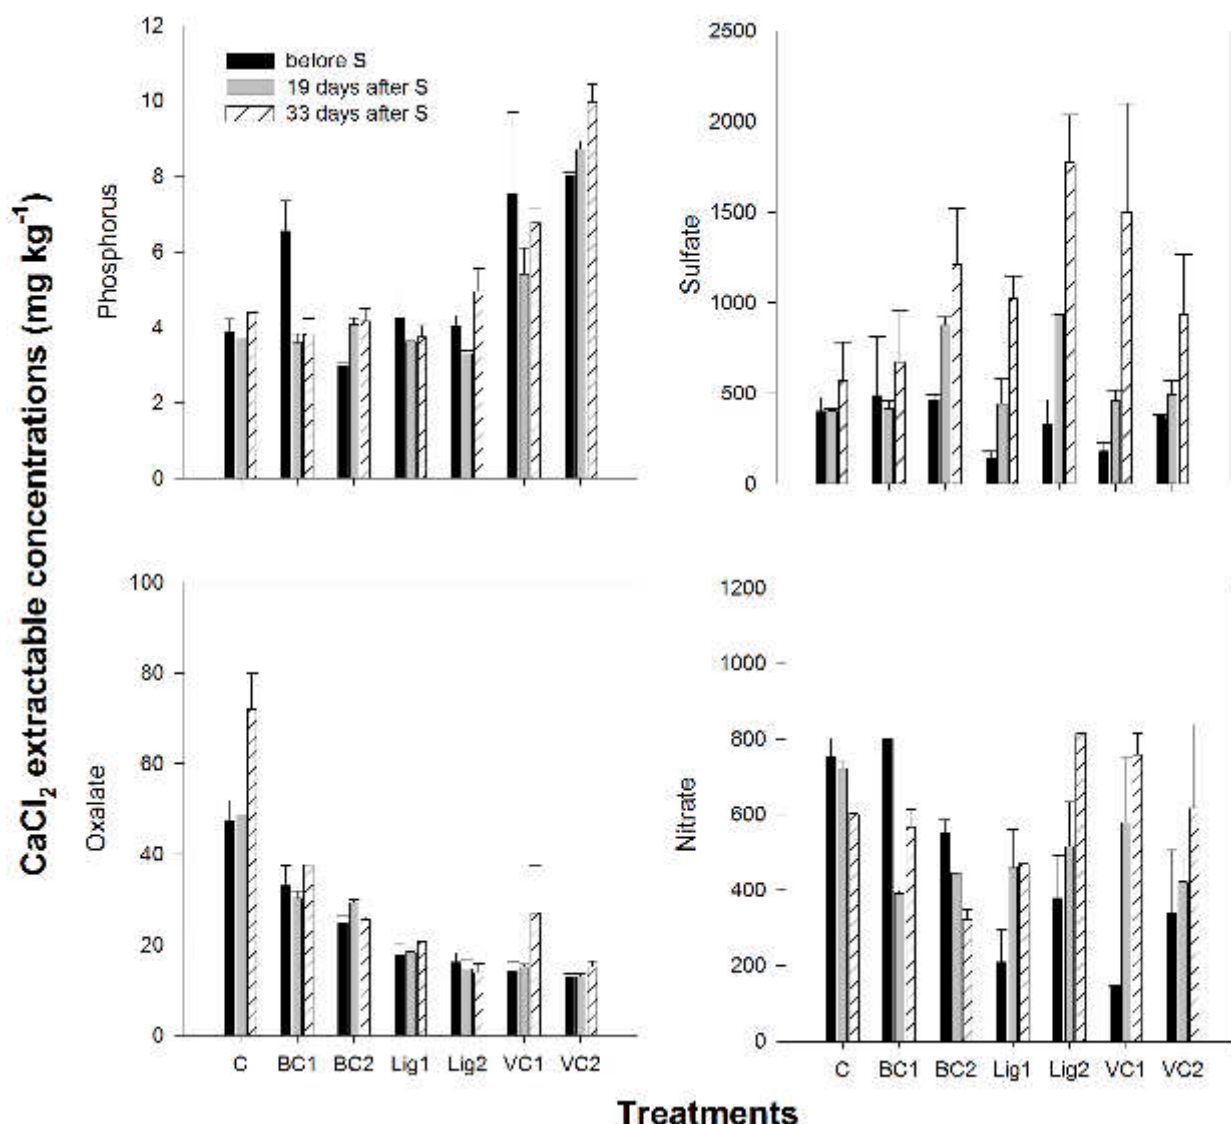 CaCl2 extractable concentrations (mg kg-1)
Phosphorus
12
10
8
6
4
2
0
before S
19 days after S
33 days after S
Sulfate
2500
2000
1500
1000
500
0
Oxalate
100
80
60
40
20
0
C BC1 BC2 Lig1 Lig2 VC1 VC2
Nitrate
1200
1000
800
600
400
200
0
C BC1 BC2 Lig1 Lig2 VC1 VC2
Treatments